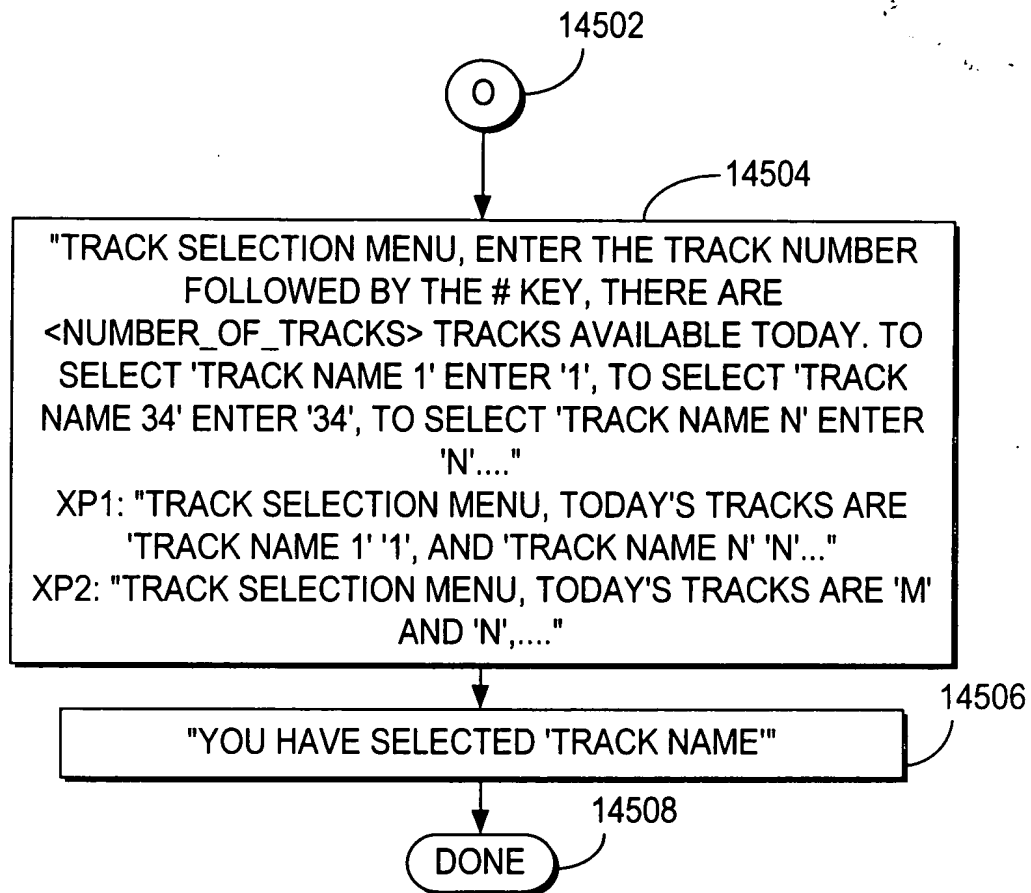 14502
O
14504
"TRACK SELECTION MENU, ENTER THE TRACK NUMBER
FOLLOWED BY THE # KEY, THERE ARE
<NUMBER_OF_TRACKS> TRACKS AVAILABLE TODAY. TO
SELECT 'TRACK NAME 1' ENTER '1', TO SELECT 'TRACK
NAME 34' ENTER '34', TO SELECT 'TRACK NAME N' ENTER
'N'...."
XP1: "TRACK SELECTION MENU, TODAY'S TRACKS ARE
'TRACK NAME 1' '1', AND 'TRACK NAME N' 'N'..."
XP2: "TRACK SELECTION MENU, TODAY'S TRACKS ARE 'M'
AND 'N',...."
14506
"YOU HAVE SELECTED 'TRACK NAME'"
14508
DONE